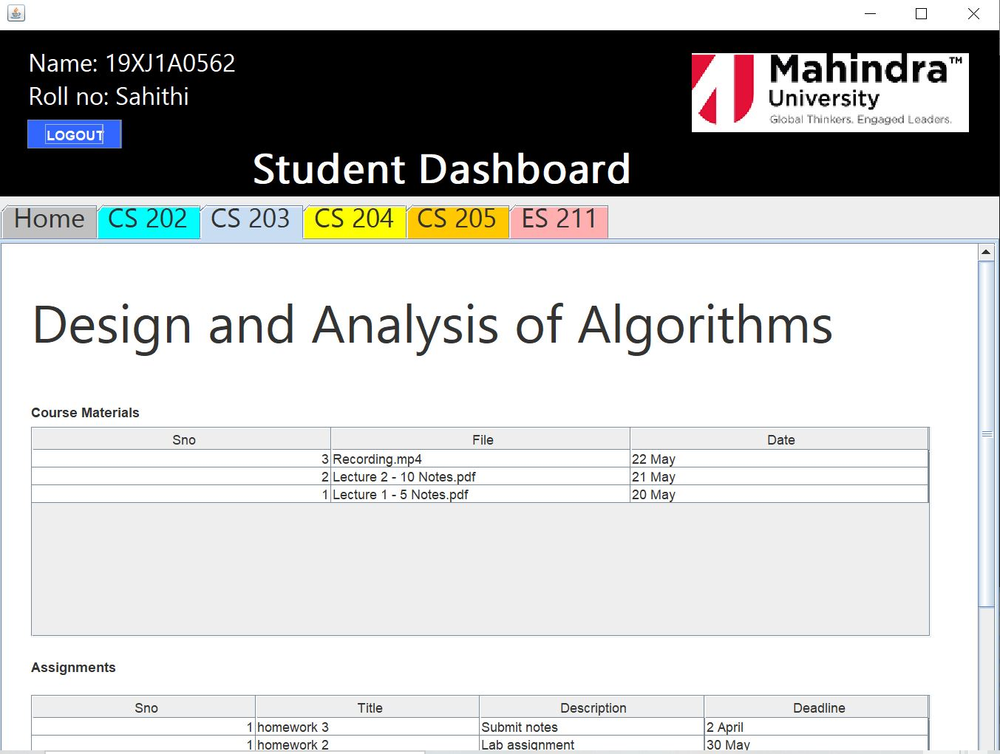 Name: 19XJ1A0562
Roll no: Sahithi
LOGOUT
Mahindra™
University
Global Thinkers. Engaged Leaders.
Student Dashboard
Home CS 202 CS 203 CS 204 CS 205 ES 211
Design and Analysis of Algorithms
Course Materials
Sno File Date
3 Recording.mp4 22 May
2 Lecture 2 - 10 Notes.pdf 21 May
1 Lecture 1 - 5 Notes.pdf 20 May
Assignments
Sno Title Description Deadline
1 homework 3 Submit notes 2 April
1 homework 2 Lab assignment 30 May